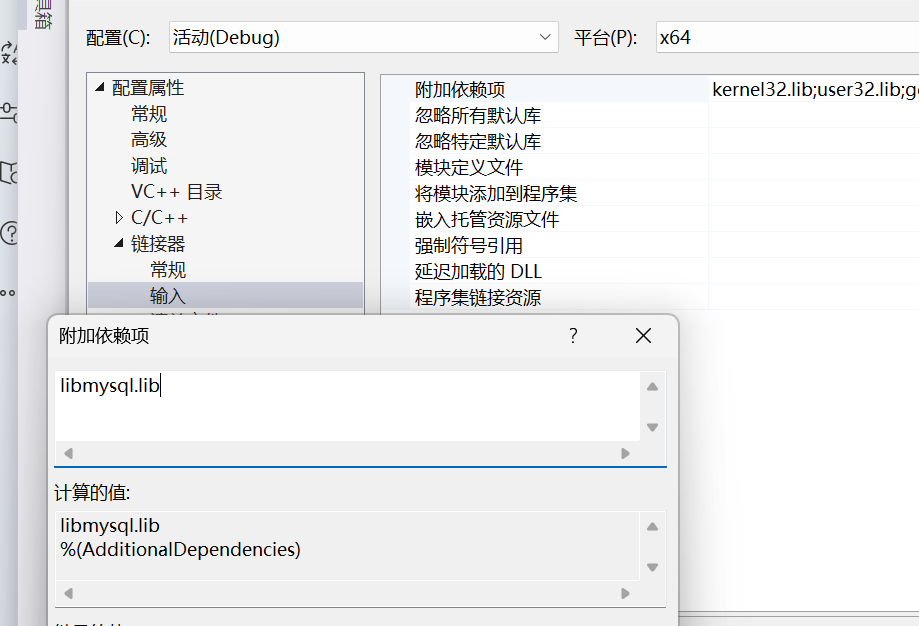 具箱
配置(C):
活动(Debug)
平台(P):
x64
配置属性
常规
高级
调试
VC++ 目录
C/C++
链接器
常规
输入
附加依赖项
kernel32.lib;user32.lib;g
忽略所有默认库
忽略特定默认库
模块定义文件
将模块添加到程序集
嵌入托管资源文件
强制符号引用
延迟加载的 DLL
程序集链接资源
附加依赖项
?
libmysql.lib
计算的值:
libmysql.lib
%(AdditionalDependencies)